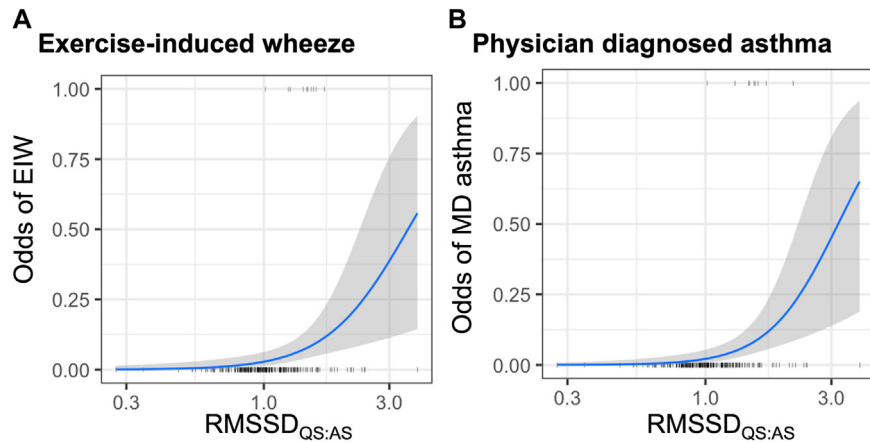 A
Exercise-induced wheeze
Odds of EIW
1.00
0.75
0.50
0.25
0.00
0.3 1.0 3.0
RMSSDQS:AS
B
Physician diagnosed asthma
Odds of MD asthma
1.00
0.75
0.50
0.25
0.00
0.3 1.0 3.0
RMSSDQS:AS